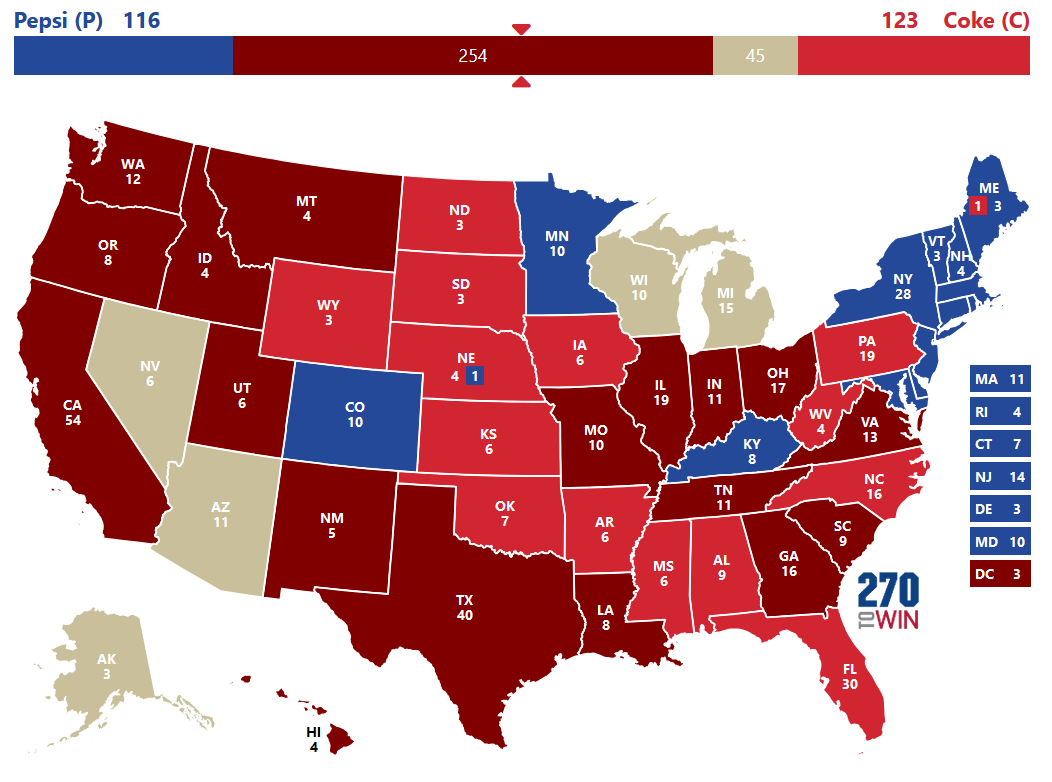 Pepsi (P) 116
123 Coke (C)
254
45
WA
12
OR
8
CA
54
NV
6
ID
4
MT
4
WY
3
UT
6
CO
10
AZ
11
NM
5
ND
3
SD
3
NE
4 1
KS
6
OK
7
TX
40
MN
10
IA
6
MO
10
AR
6
LA
8
WI
10
IL
19
MI
15
IN
11
OH
17
KY
8
TN
11
MS
6
AL
9
GA
16
FL
30
SC
9
NC
16
VA
13
WV
4
PA
19
NY
28
VT
3
NH
4
ME
1 3
MA 11
RI 4
CT 7
NJ 14
DE 3
MD 10
DC 3
AK
3
HI
4
270
TO WIN